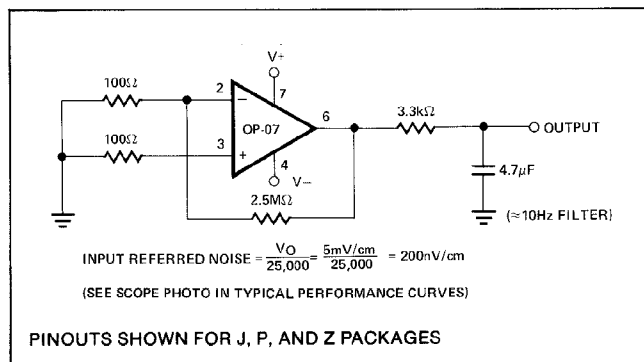 V+
100Ω
2
−
7
6
3.3kΩ
OP-07
OUTPUT
100Ω
3
+
4
4.7μF
V−
2.5MΩ
(≈10Hz FILTER)
INPUT REFERRED NOISE = VO/25,000 = 5mV/cm/25,000 = 200nV/cm
(SEE SCOPE PHOTO IN TYPICAL PERFORMANCE CURVES)
PINOUTS SHOWN FOR J, P, AND Z PACKAGES